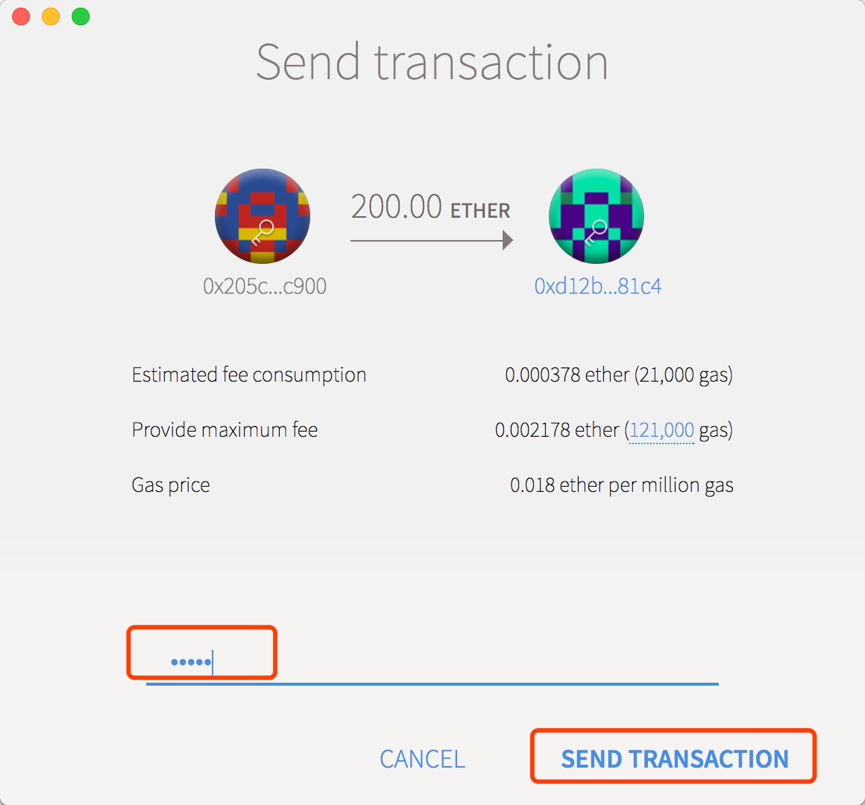 Send transaction
200.00 ETHER
0x205c...c900 0xd12b...81c4
Estimated fee consumption 0.000378 ether (21,000 gas)
Provide maximum fee 0.002178 ether (121,000 gas)
Gas price 0.018 ether per million gas
•••••
CANCEL SEND TRANSACTION